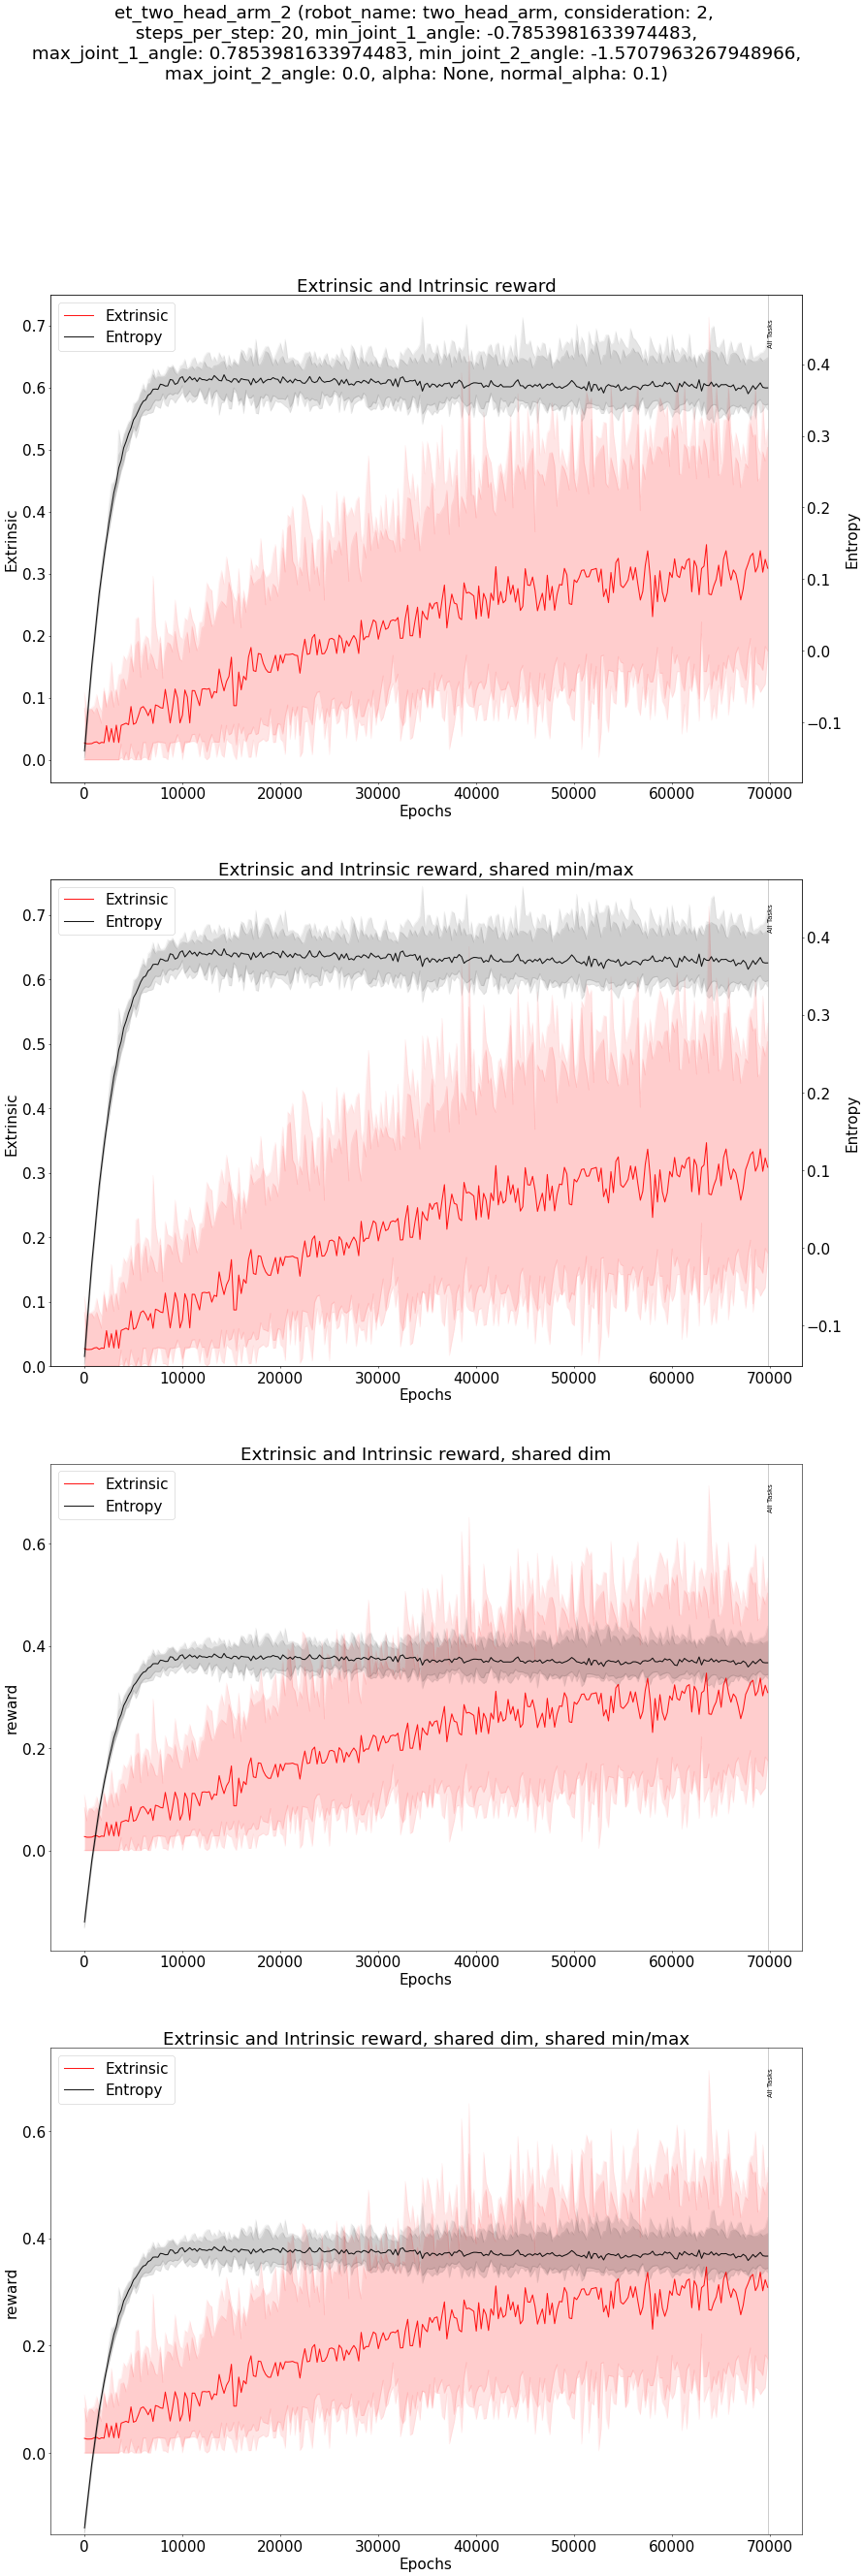 et_two_head_arm_2 (robot_name: two_head_arm, consideration: 2,
steps_per_step: 20, min_joint_1_angle: -0.7853981633974483,
max_joint_1_angle: 0.7853981633974483, min_joint_2_angle: -1.5707963267948966,
max_joint_2_angle: 0.0, alpha: None, normal_alpha: 0.1)
Extrinsic and Intrinsic reward
Extrinsic
Entropy
All Tasks
0.7
0.6
0.5
0.4
0.3
0.2
0.1
0.0
Extrinsic
0.4
0.3
0.2
0.1
0.0
−0.1
Entropy
0 10000 20000 30000 40000 50000 60000 70000
Epochs
Extrinsic and Intrinsic reward, shared min/max
Extrinsic
Entropy
All Tasks
0.7
0.6
0.5
0.4
0.3
0.2
0.1
0.0
Extrinsic
0.4
0.3
0.2
0.1
0.0
−0.1
Entropy
0 10000 20000 30000 40000 50000 60000 70000
Epochs
Extrinsic and Intrinsic reward, shared dim
Extrinsic
Entropy
All Tasks
0.6
0.4
0.2
0.0
reward
0 10000 20000 30000 40000 50000 60000 70000
Epochs
Extrinsic and Intrinsic reward, shared dim, shared min/max
Extrinsic
Entropy
All Tasks
0.6
0.4
0.2
0.0
reward
0 10000 20000 30000 40000 50000 60000 70000
Epochs